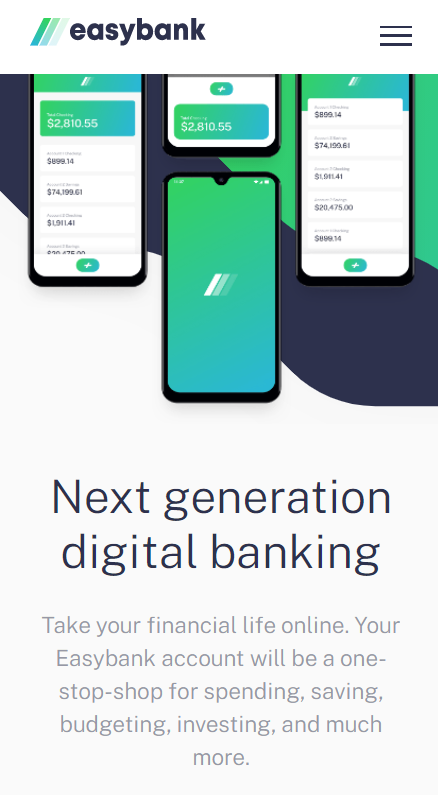 easybank
Total Checking
$2,810.55
$899.14
$74,199.61
$1,911.41
$2,810.55
$899.14
$74,199.61
$1,911.41
$20,475.00
$899.14
Next generation
digital banking
Take your financial life online. Your
Easybank account will be a one-
stop-shop for spending, saving,
budgeting, investing, and much
more.